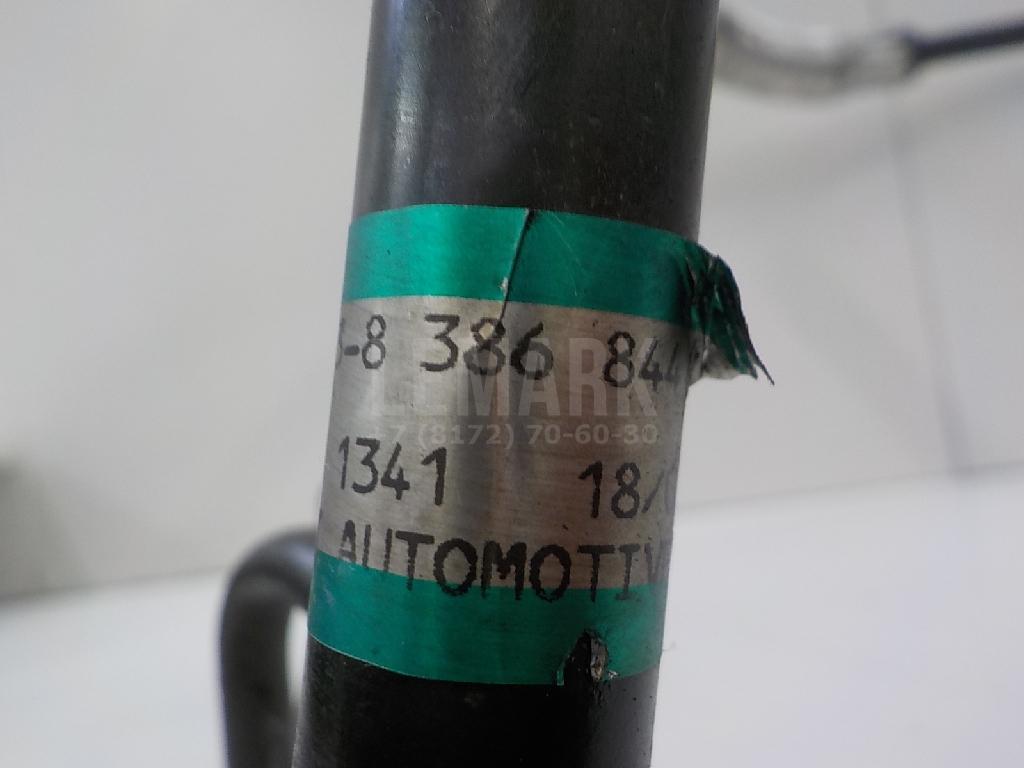 -8 386 84
LEMARK
+7 (8172) 70-60-30
1341 18/
AUTOMOTIV